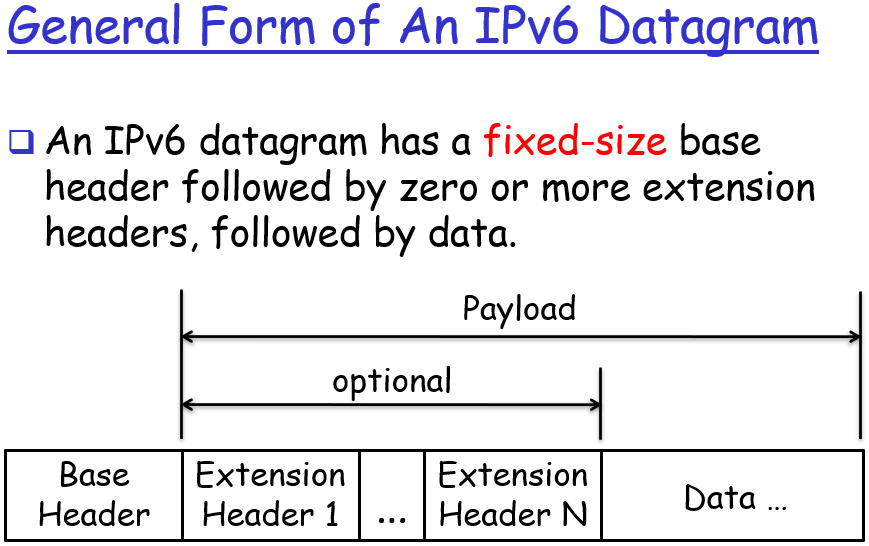 General Form of An IPv6 Datagram
An IPv6 datagram has a fixed-size base
header followed by zero or more extension
headers, followed by data.
Payload
optional
Base
Header
Extension
Header 1
...
Extension
Header N
Data ...